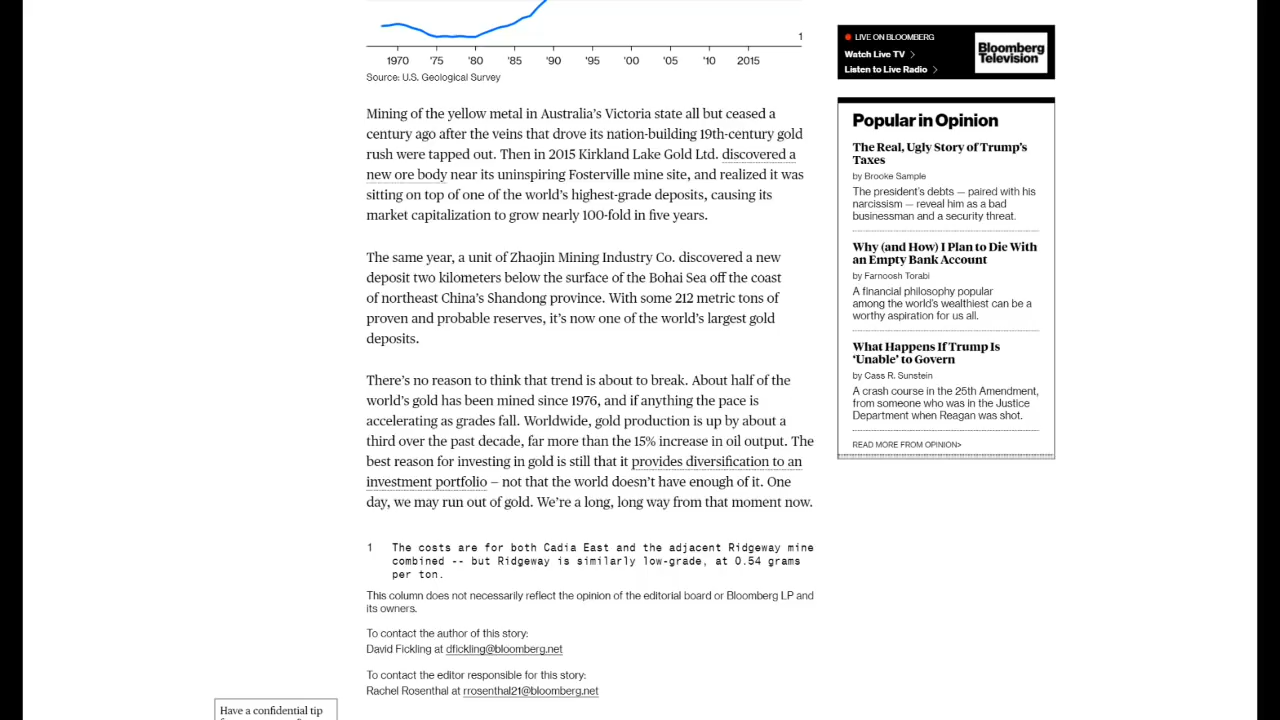 1
1970 '75 '80 '85 '90 '95 '00 '05 '10 2015
Source: U.S. Geological Survey
Mining of the yellow metal in Australia's Victoria state all but ceased a
century ago after the veins that drove its nation-building 19th-century gold
rush were tapped out. Then in 2015 Kirkland Lake Gold Ltd. discovered a
new ore body near its uninspiring Fosterville mine site, and realized it was
sitting on top of one of the world's highest-grade deposits, causing its
market capitalization to grow nearly 100-fold in five years.
The same year, a unit of Zhaojin Mining Industry Co. discovered a new
deposit two kilometers below the surface of the Bohai Sea off the coast
of northeast China's Shandong province. With some 212 metric tons of
proven and probable reserves, it's now one of the world's largest gold
deposits.
There's no reason to think that trend is about to break. About half of the
world's gold has been mined since 1976, and if anything the pace is
accelerating as grades fall. Worldwide, gold production is up by about a
third over the past decade, far more than the 15% increase in oil output. The
best reason for investing in gold is still that it provides diversification to an
investment portfolio — not that the world doesn't have enough of it. One
day, we may run out of gold. We're a long, long way from that moment now.
1 The costs are for both Cadia East and the adjacent Ridgeway mine
combined -- but Ridgeway is similarly low-grade, at 0.54 grams
per ton.
This column does not necessarily reflect the opinion of the editorial board or Bloomberg LP and
its owners.
To contact the author of this story:
David Fickling at dfickling@bloomberg.net
To contact the editor responsible for this story:
Rachel Rosenthal at rrosenthal21@bloomberg.net
Have a confidential tip
LIVE ON BLOOMBERG
Watch Live TV >
Listen to Live Radio >
Bloomberg
Television
Popular in Opinion
The Real, Ugly Story of Trump's
Taxes
by Brooke Sample
The president's debts — paired with his
narcissism — reveal him as a bad
businessman and a security threat.
Why (and How) I Plan to Die With
an Empty Bank Account
by Farnoosh Torabi
A financial philosophy popular
among the world's wealthiest can be a
worthy aspiration for us all.
What Happens If Trump Is
'Unable' to Govern
by Cass R. Sunstein
A crash course in the 25th Amendment,
from someone who was in the Justice
Department when Reagan was shot.
READ MORE FROM OPINION>